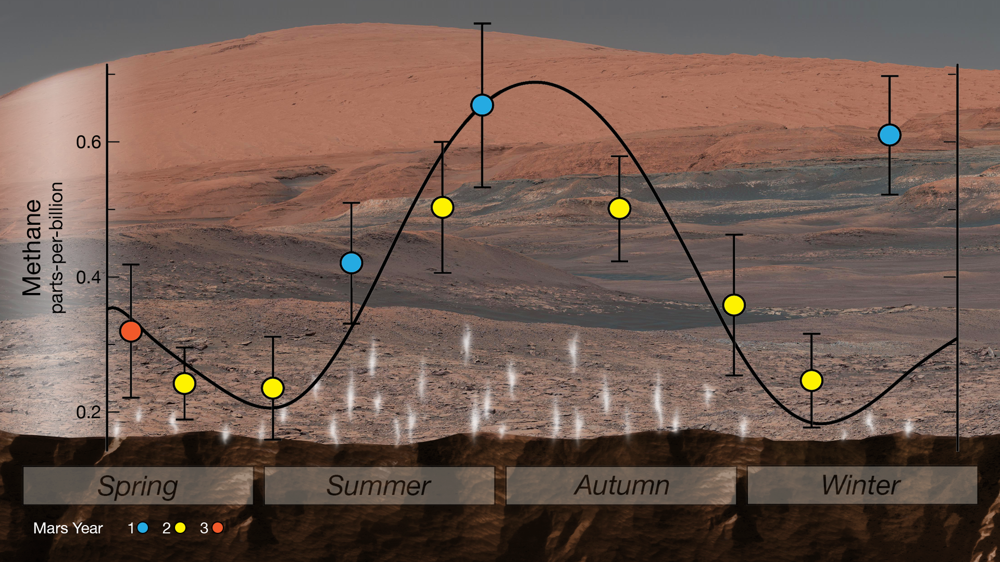 0.6
0.4
0.2
Methane
parts-per-billion
Spring
Summer
Autumn
Winter
Mars Year 1 2 3